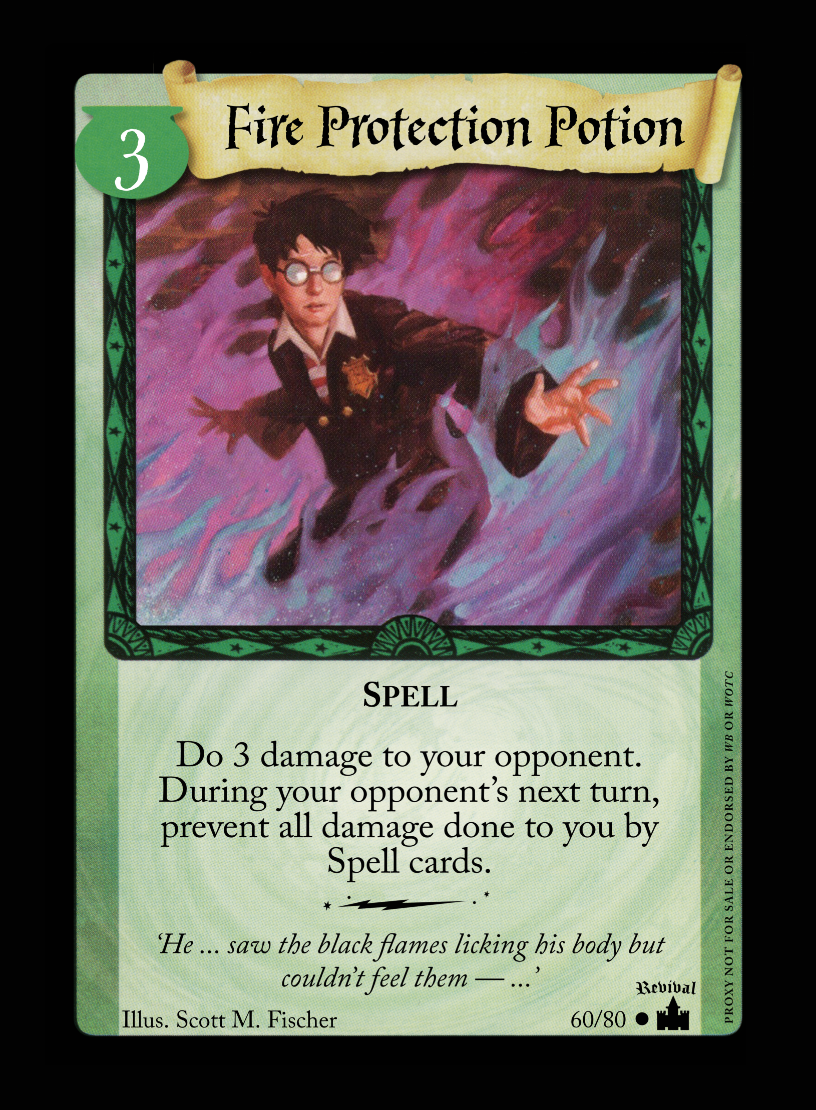 3
Fire Protection Potion
SPELL
Do 3 damage to your opponent.
During your opponent’s next turn,
prevent all damage done to you by
Spell cards.
‘He ... saw the black flames licking his body but
couldn’t feel them — ...’
Revival
Illus. Scott M. Fischer
60/80
PROXY NOT FOR SALE OR ENDORSED BY WB OR WOTC